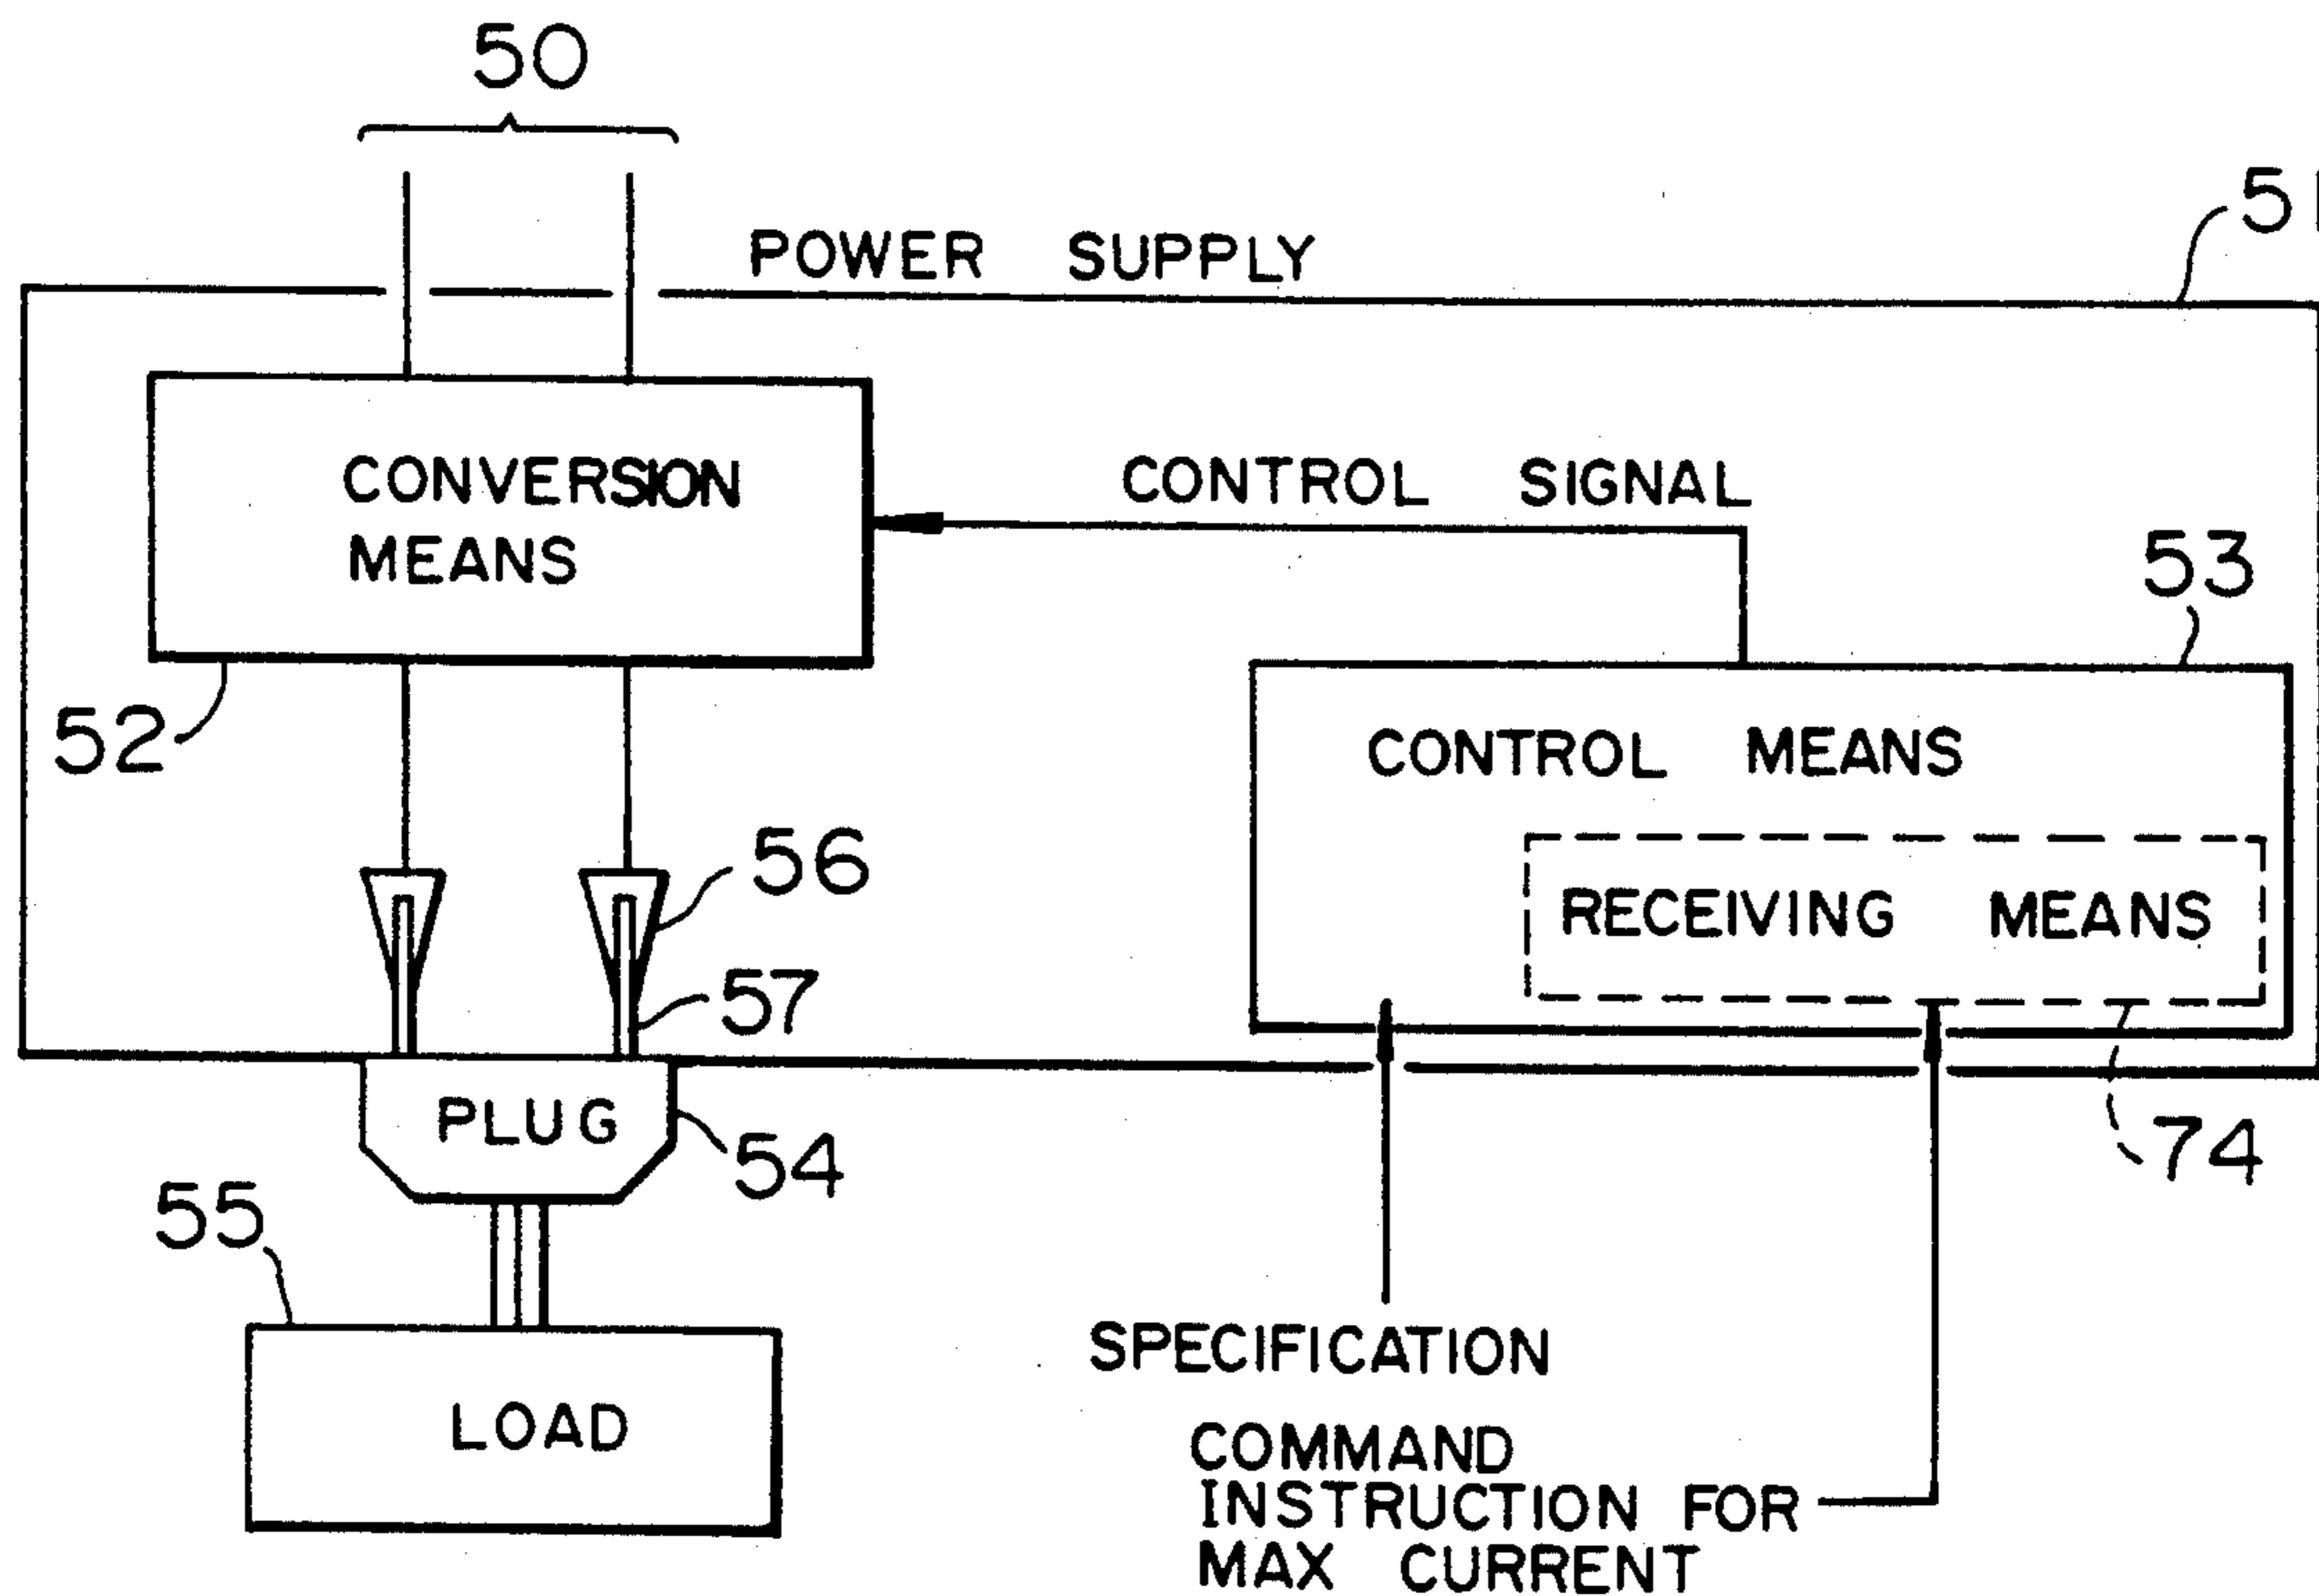 50
51
POWER SUPPLY
CONVERSION
MEANS
CONTROL SIGNAL
53
52
CONTROL MEANS
56
RECEIVING MEANS
57
PLUG
54
74
55
SPECIFICATION
LOAD
COMMAND
INSTRUCTION FOR
MAX CURRENT